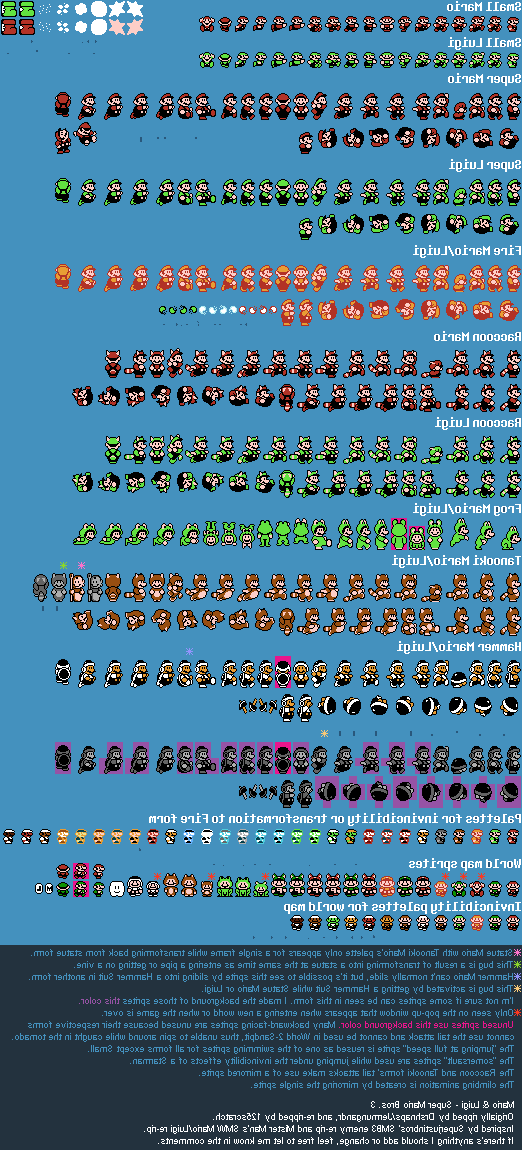 Small Mario
Small Luigi
Super Mario
Super Luigi
Fire Mario/Luigi
Raccoon Mario
Raccoon Luigi
Frog Mario/Luigi
Tanooki Mario/Luigi
Hammer Mario/Luigi
Palettes for Invincibility or transformation to Fire form
World map sprites
M
L
Invincibility palettes for world map
Statue Mario with Tanooki Mario's palette only appears for a single frame while transforming back from statue form.
This bug is a result of transforming into a statue at the same time as entering a pipe or getting on a vine.
Hammer Mario can't normally slide, but it's possible to see this sprite by sliding into a Hammer Suit in another form.
This bug is activated by getting a Hammer Suit while Statue Mario or Luigi.
I'm not sure if some sprites can be seen in this form. I made the background of those sprites this color.
Only seen on the pop-up window that appears when entering a new world or when the game is over.
Unused sprites use this background color. Many backward-facing sprites are unused because their respective forms
cannot use the tail attack and cannot be used in World 2-Sandpit, thus unable to spin around while caught in the tornado.
The "jumping at full speed" sprite is reused as one of the swimming sprites for all forms except Small.
The "somersault" sprites are used while jumping under the invincibility effects of a Starman.
The Raccoon and Tanooki forms' tail attacks make use of a mirrored sprite.
The climbing animation is created by mirroring the single sprite.
Mario & Luigi - Super Mario Bros. 3
Originally ripped by Drshnaps/Jermungandr, and re-ripped by 125scratch.
Inspired by Superjustinbros' SMB3 enemy re-rip and Mister Man's SMW Mario/Luigi re-rip.
If there's anything I should add or change, feel free to let me know in the comments.